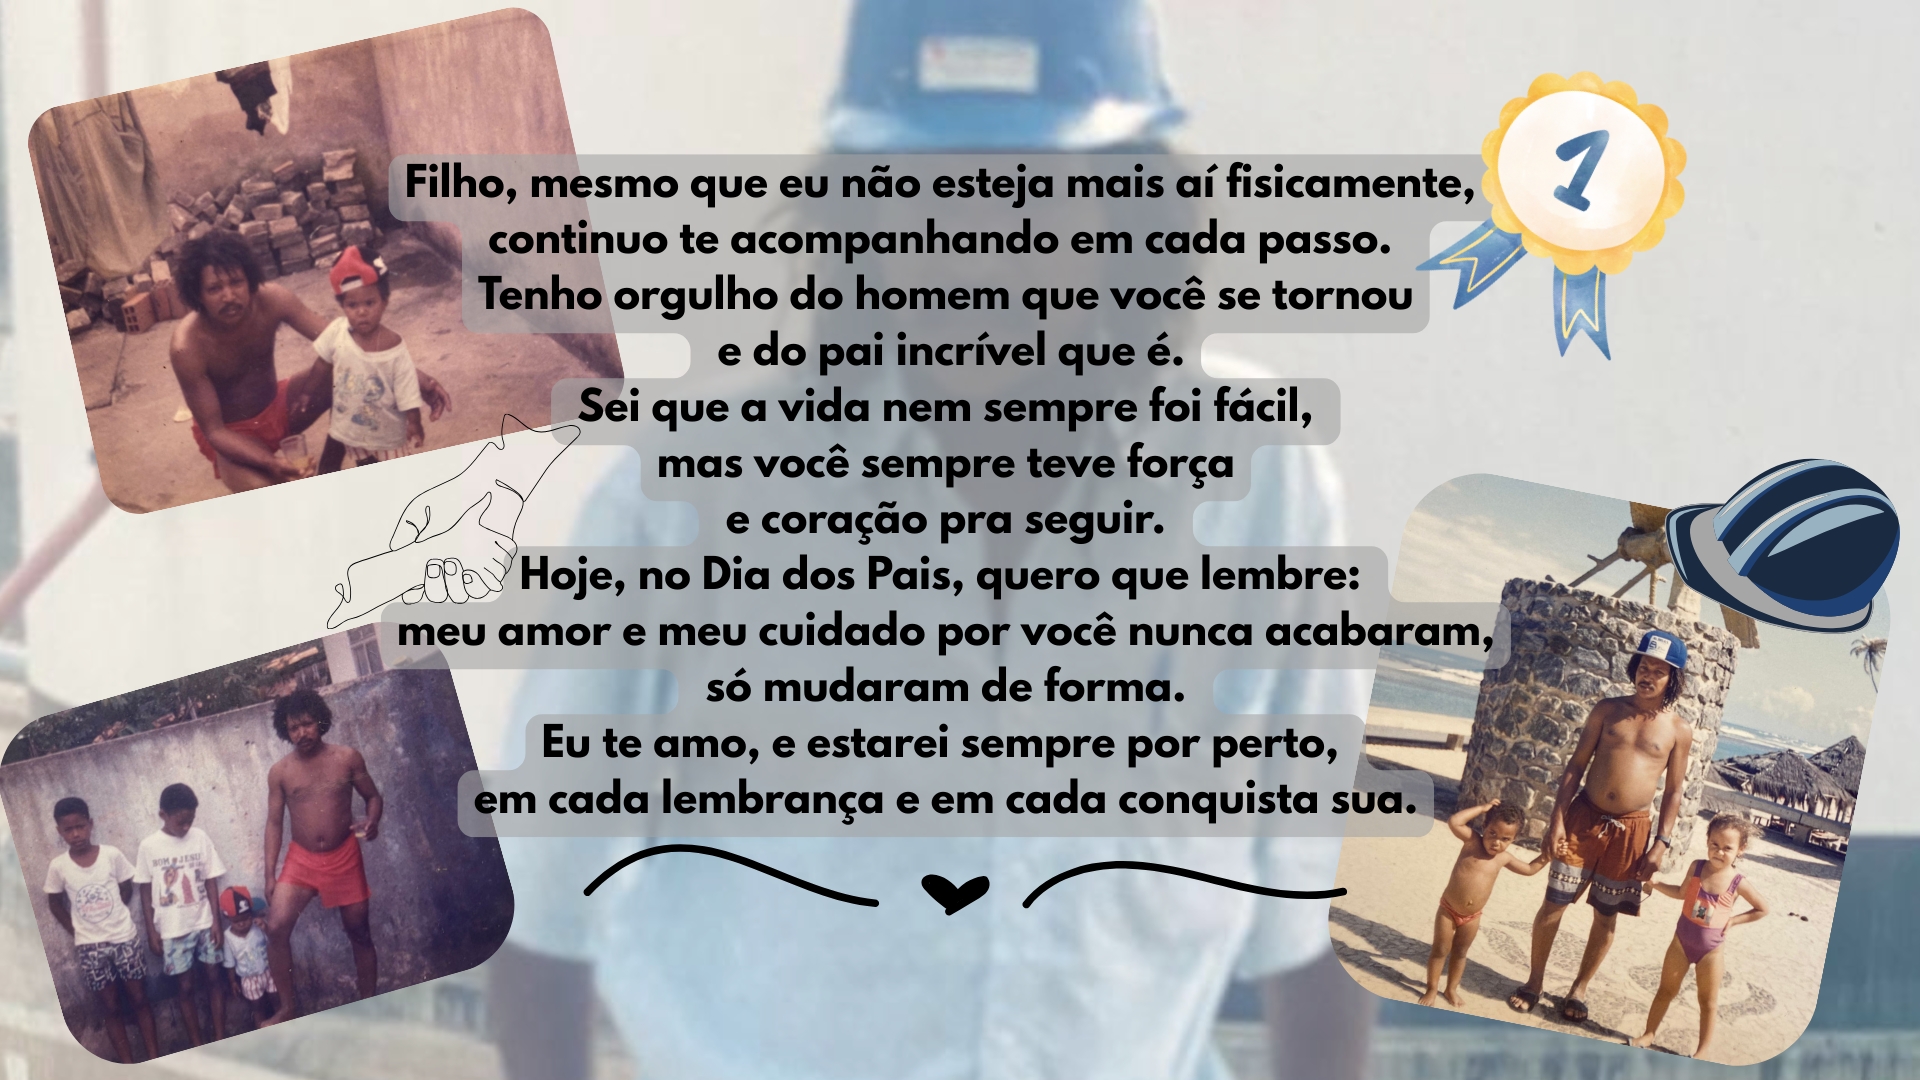 Filho, mesmo que eu não esteja mais aí fisicamente,
continuo te acompanhando em cada passo.
Tenho orgulho do homem que você se tornou
e do pai incrível que é.
Sei que a vida nem sempre foi fácil,
mas você sempre teve força
e coração pra seguir.
Hoje, no Dia dos Pais, quero que lembre:
meu amor e meu cuidado por você nunca acabaram,
só mudaram de forma.
Eu te amo, e estarei sempre por perto,
em cada lembrança e em cada conquista sua.
1